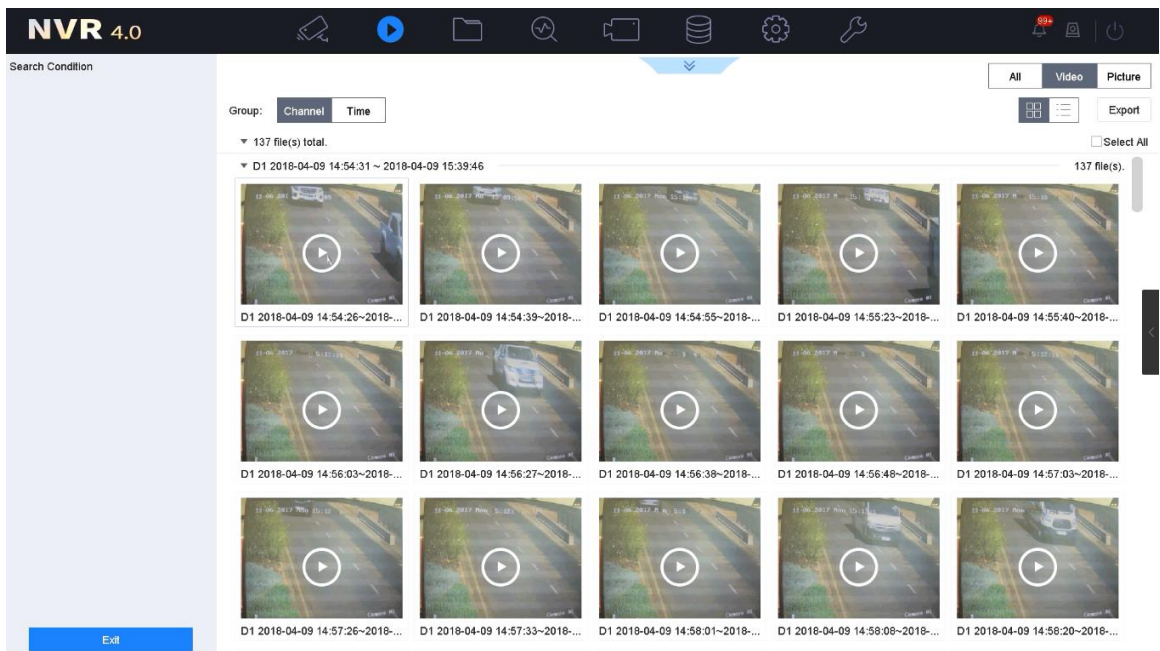 NVR 4.0
99+
Search Condition
All Video Picture
Group: Channel Time
Export
137 file(s) total.
Select All
D1 2018-04-09 14:54:31 ~ 2018-04-09 15:39:46
137 file(s).
D1 2018-04-09 14:54:26~2018-...
D1 2018-04-09 14:54:39~2018-...
D1 2018-04-09 14:54:55~2018-...
D1 2018-04-09 14:55:23~2018-...
D1 2018-04-09 14:55:40~2018-...
D1 2018-04-09 14:56:03~2018-...
D1 2018-04-09 14:56:27~2018-...
D1 2018-04-09 14:56:38~2018-...
D1 2018-04-09 14:56:48~2018-...
D1 2018-04-09 14:57:03~2018-...
D1 2018-04-09 14:57:26~2018-...
D1 2018-04-09 14:57:33~2018-...
D1 2018-04-09 14:58:01~2018-...
D1 2018-04-09 14:58:08~2018-...
D1 2018-04-09 14:58:20~2018-...
Exit